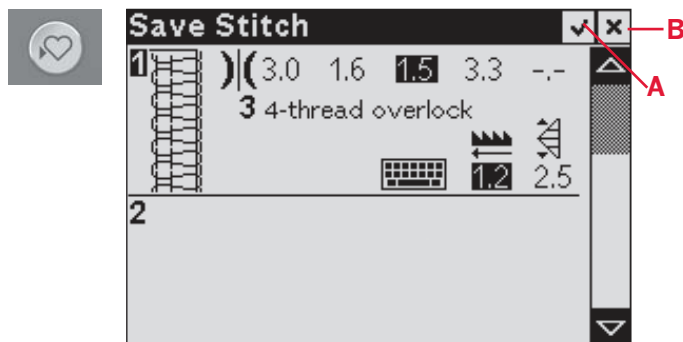 Save Stitch
B
1 3.0 1.6 1.5 3.3 -.-
A
3 4-thread overlock
1.2 2.5
2